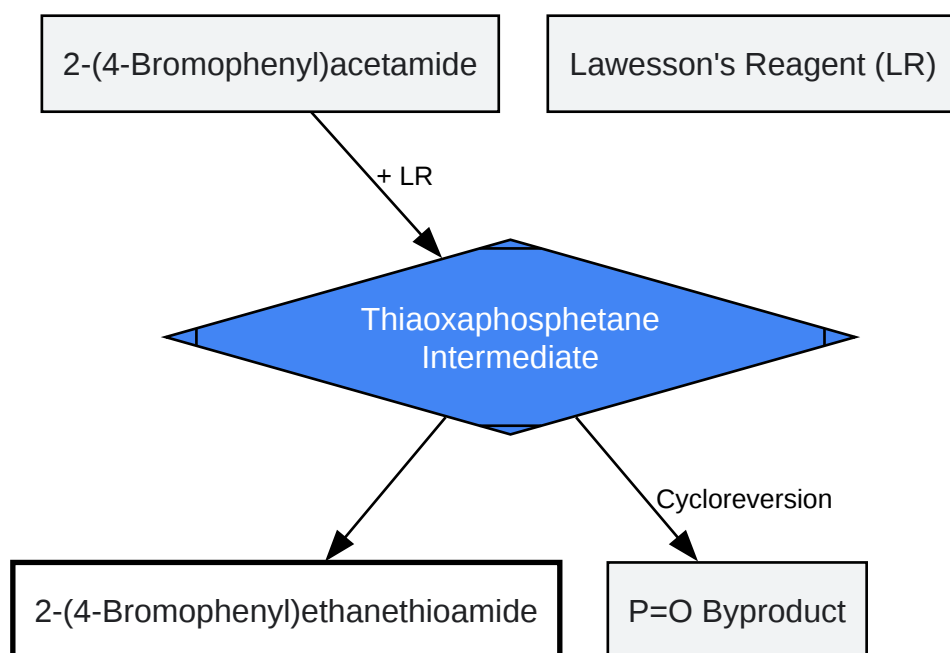 2-(4-Bromophenyl)acetamide
Lawesson's Reagent (LR)
+ LR
Thiaoxaphosphetane
Intermediate
Cycloreversion
2-(4-Bromophenyl)ethanethioamide
P=O Byproduct